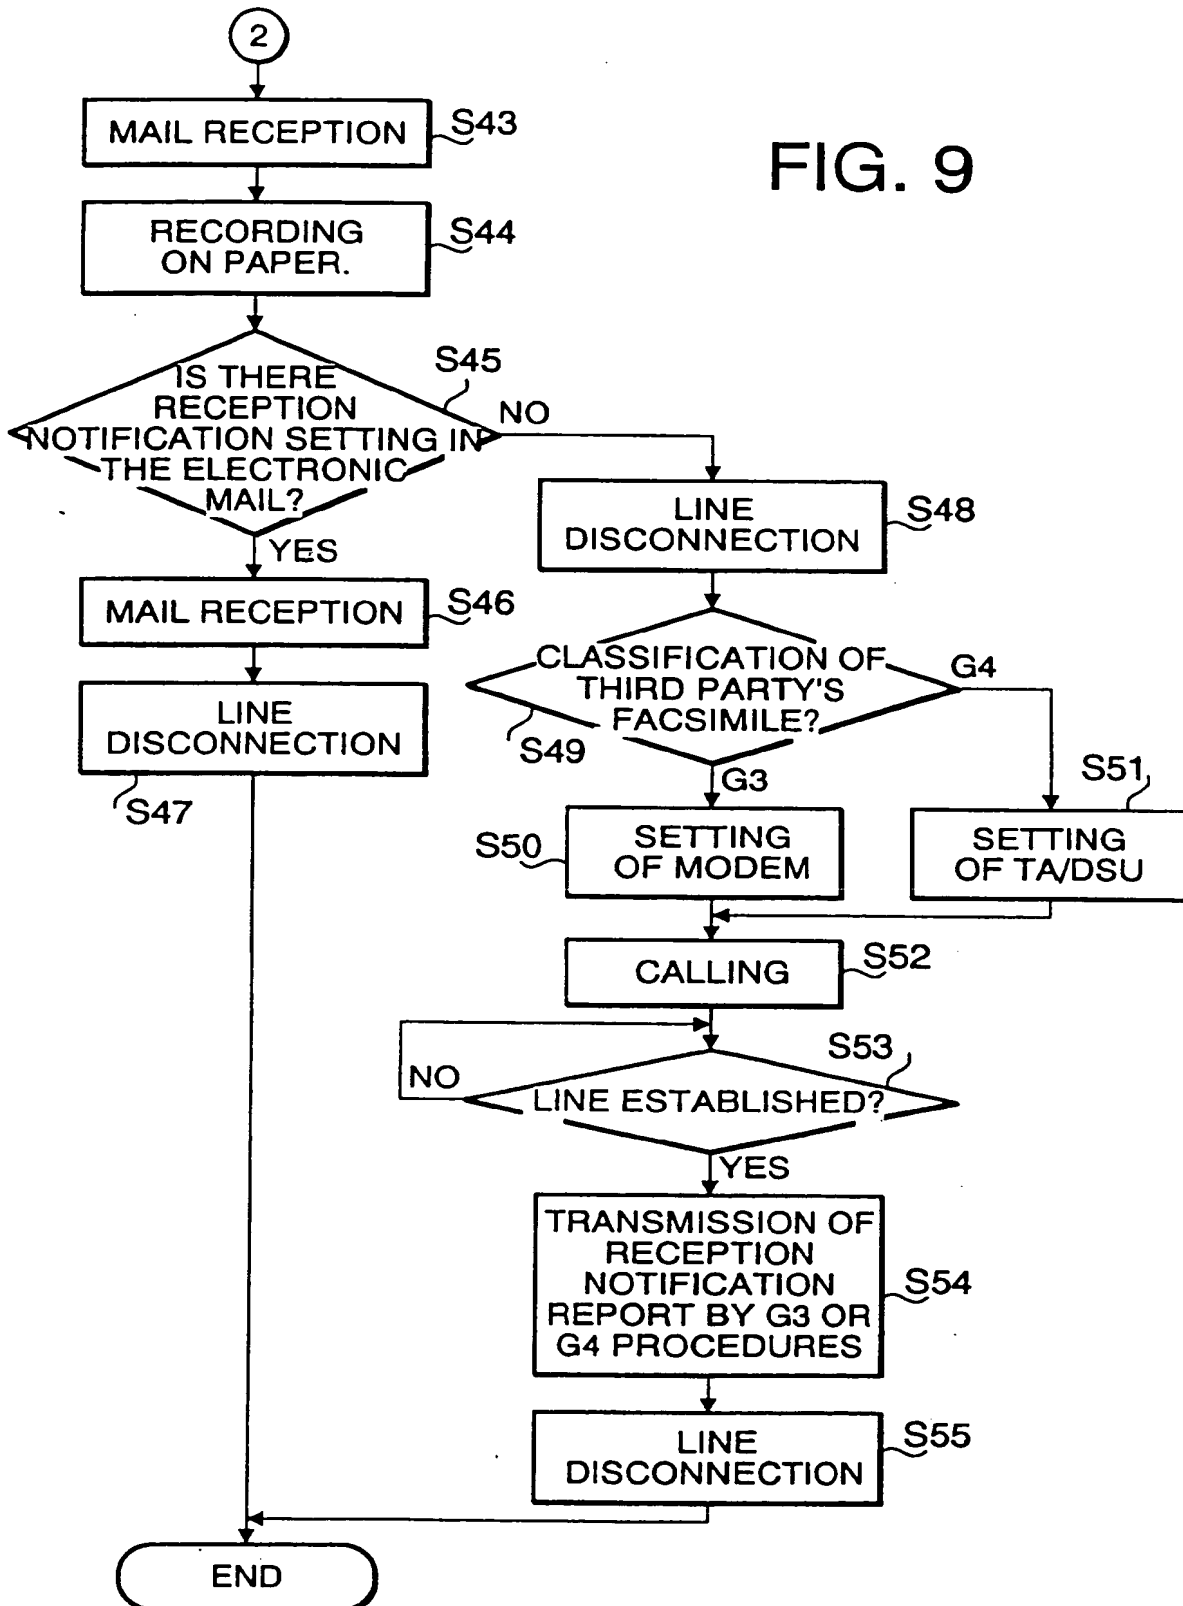 2
MAIL RECEPTION
S43
FIG. 9
RECORDING
ON PAPER.
S44
IS THERE
RECEPTION
NOTIFICATION SETTING IN
THE ELECTRONIC
MAIL?
S45
NO
YES
MAIL RECEPTION
S46
LINE
DISCONNECTION
S47
LINE
DISCONNECTION
S48
CLASSIFICATION OF
THIRD PARTY'S
FACSIMILE?
S49
G4
G3
SETTING
OF MODEM
S50
SETTING
OF TA/DSU
S51
CALLING
S52
LINE ESTABLISHED?
S53
NO
YES
TRANSMISSION OF
RECEPTION
NOTIFICATION
REPORT BY G3 OR
G4 PROCEDURES
S54
LINE
DISCONNECTION
S55
END